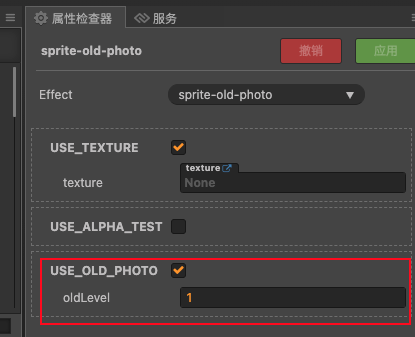 属性检查器 服务
sprite-old-photo 撤销 应用
Effect sprite-old-photo
USE_TEXTURE
texture
texture None
USE_ALPHA_TEST
USE_OLD_PHOTO
oldLevel 1